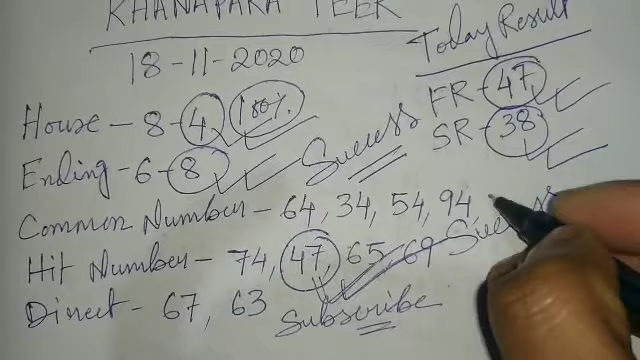 KHANAPARA TEER
18-11-2020
Today Result
FR-47
SR-38
House-8-4 100%
Ending-6-8 Success
Common Number-64, 34, 54, 94,
Hit Number-74, 47, 65 69 Success
Direct-67, 63 Subscribe